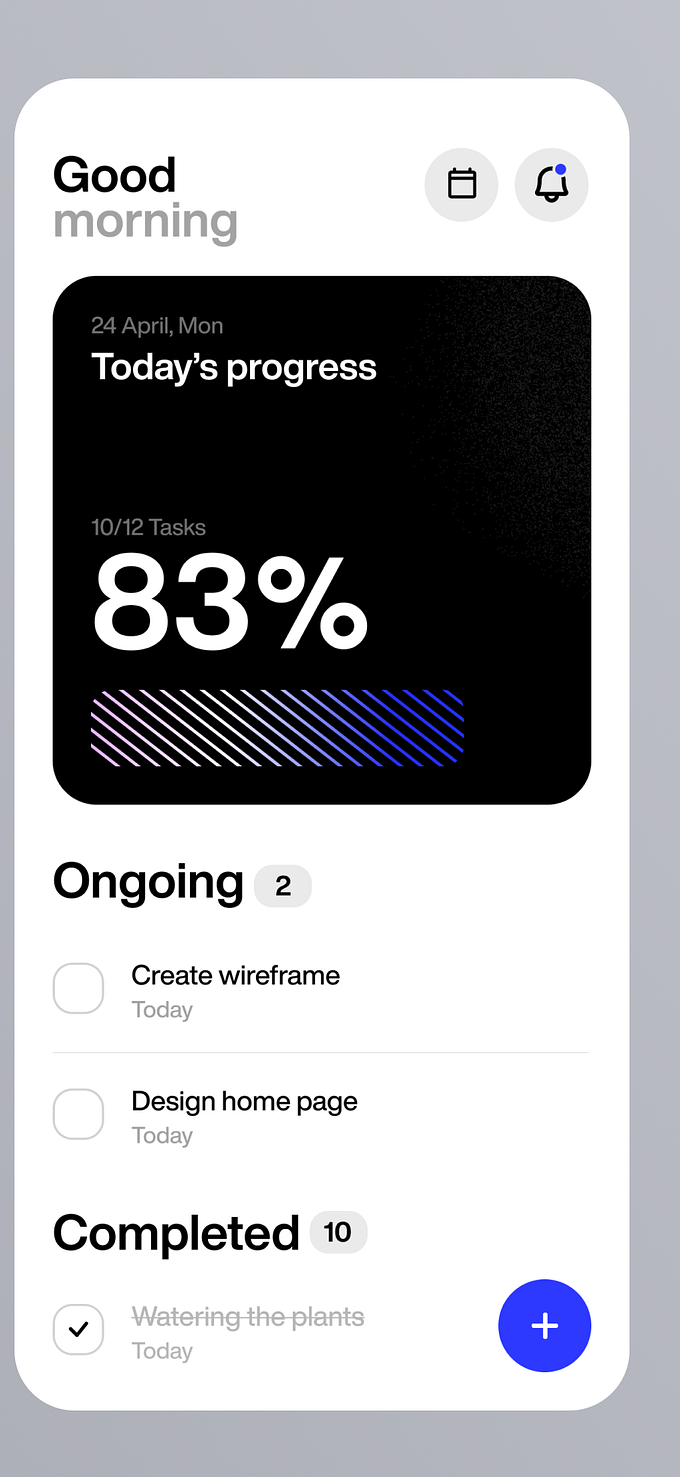 Good
morning
24 April, Mon
Today’s progress
10/12 Tasks
83%
Ongoing 2
Create wireframe
Today
Design home page
Today
Completed 10
Watering the plants
Today